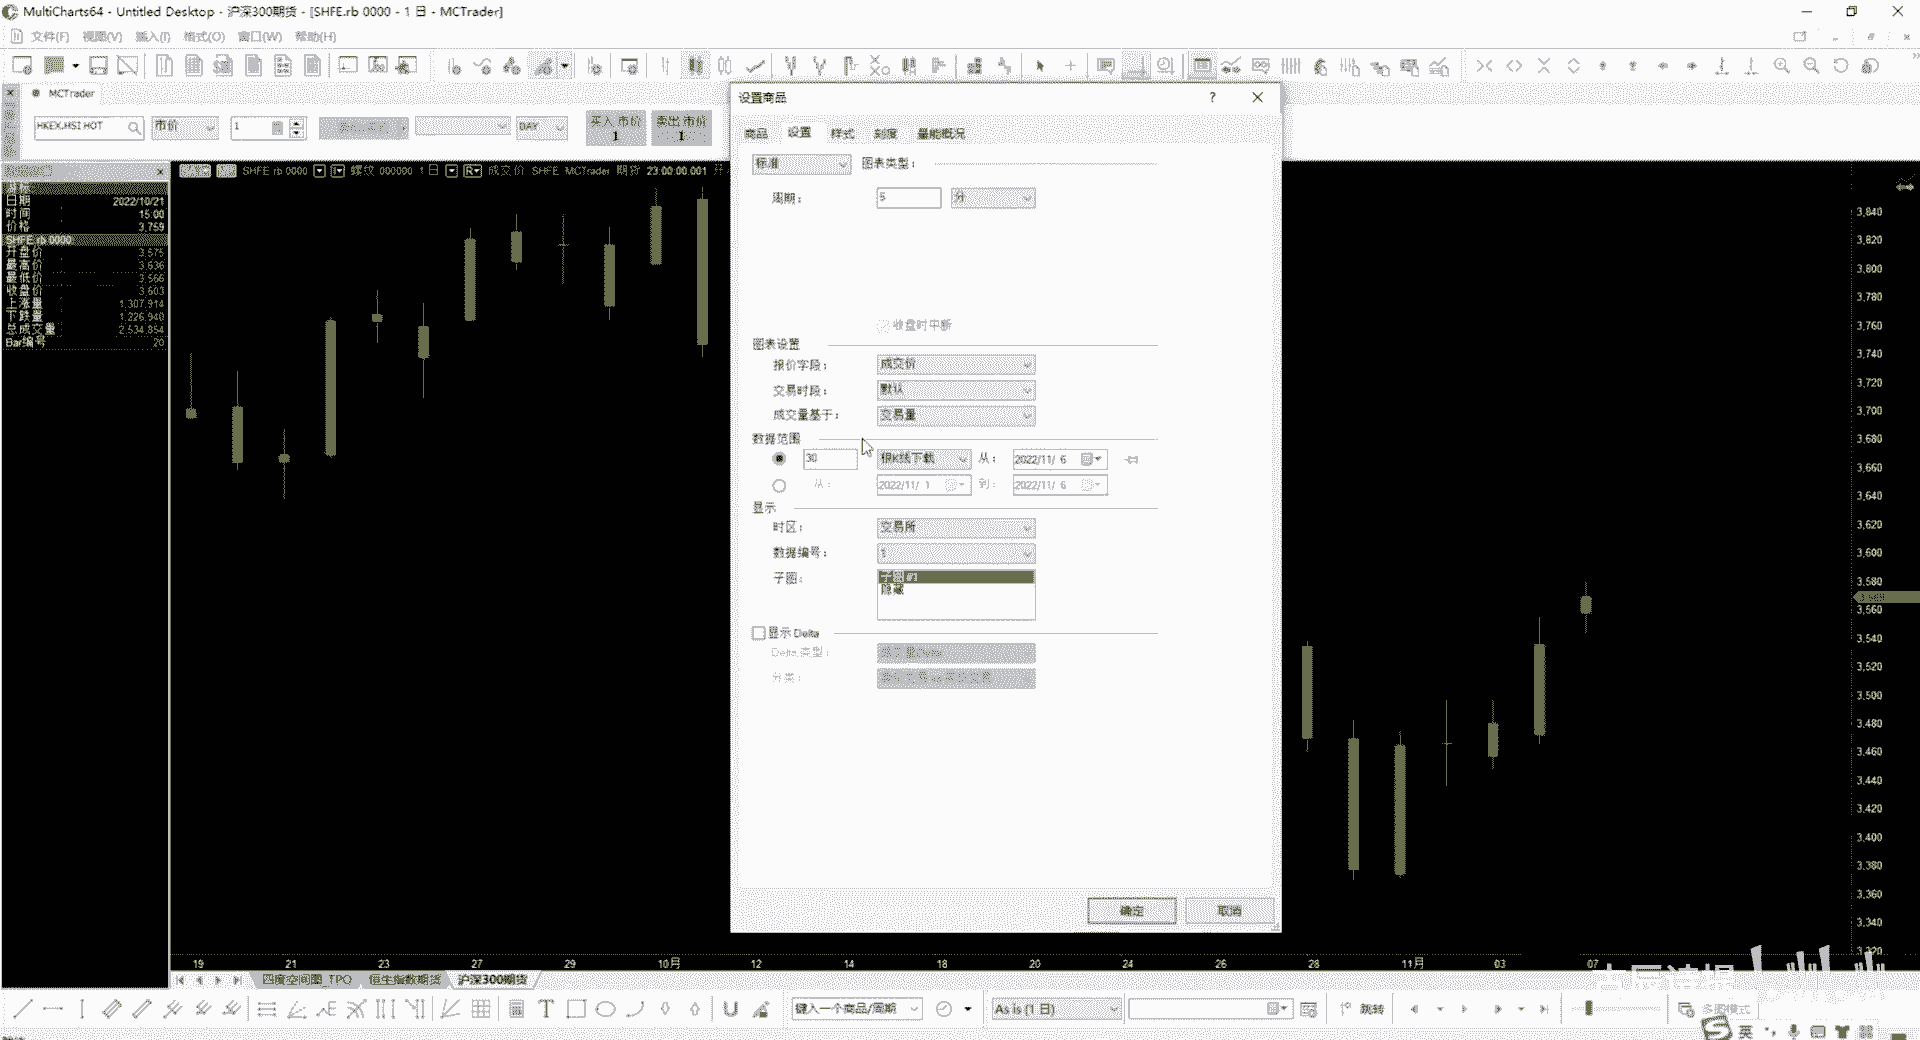 MultiCharts64 - Untitled Desktop - 沪深300期货 - [SHFE.rb 0000 - 1 日 - MCTrader]
文件(F) 视图(V) 插入(I) 格式(O) 窗口(W) 帮助(H)
MCTrader
HKEX.HSI HOT 市价 1 DAY 买入 市价 1 卖出 市价 1
SHFE rb 0000 螺纹 000000 1 日 成交价 SHFE MCTrader 期货 23:00:00.001
日期 2022/10/21
时间 15:00
价格 3,759
SHFE rb 0000
开盘价 3,575
最高价 3,636
最低价 3,566
收盘价 3,603
上涨量 1,307,914
下跌量 1,226,940
总成交量 2,534,854
Bar编号 20
设置商品 ?
商品 设置 样式 刻度 量能概况
标准 图表类型：
周期： 5 分
收盘时中断
图表设置
报价字段： 成交价
交易时段： 默认
成交量基于： 交易量
数据范围
30 根K线下载 从： 2022/11/ 6
从： 2022/11/ 1 到： 2022/11/ 6
显示
时区： 交易所
数据编号： 1
子图： 子图 #1
隐藏
显示 Delta
Delta 类型：
分类：
确定 取消
3,840
3,820
3,800
3,780
3,760
3,740
3,720
3,700
3,680
3,660
3,640
3,620
3,600
3,580
3,560
3,540
3,520
3,500
3,480
3,460
3,440
3,420
3,400
3,380
3,360
3,340
3,320
19 21 23 27 29 10月 12 14 18 20 24 26 28 11月 03 07
四度空间图_TPO 恒生指数期货 沪深300期货
键入一个商品/周期 As is (1 日) 跳转 多图模式
英